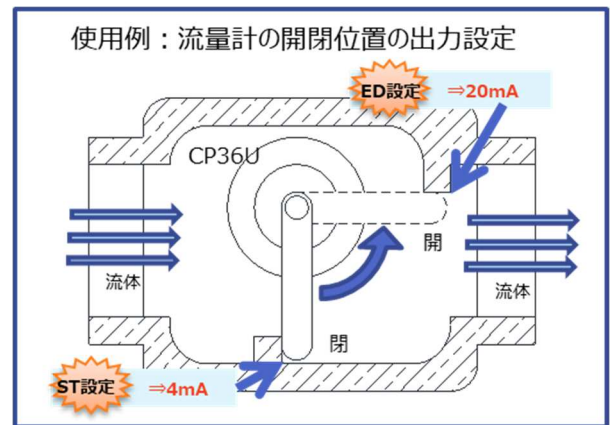 使用例：流量計の開閉位置の出力設定
ED設定 ⇒20mA
CP36U
開
流体
流体
閉
ST設定 ⇒4mA